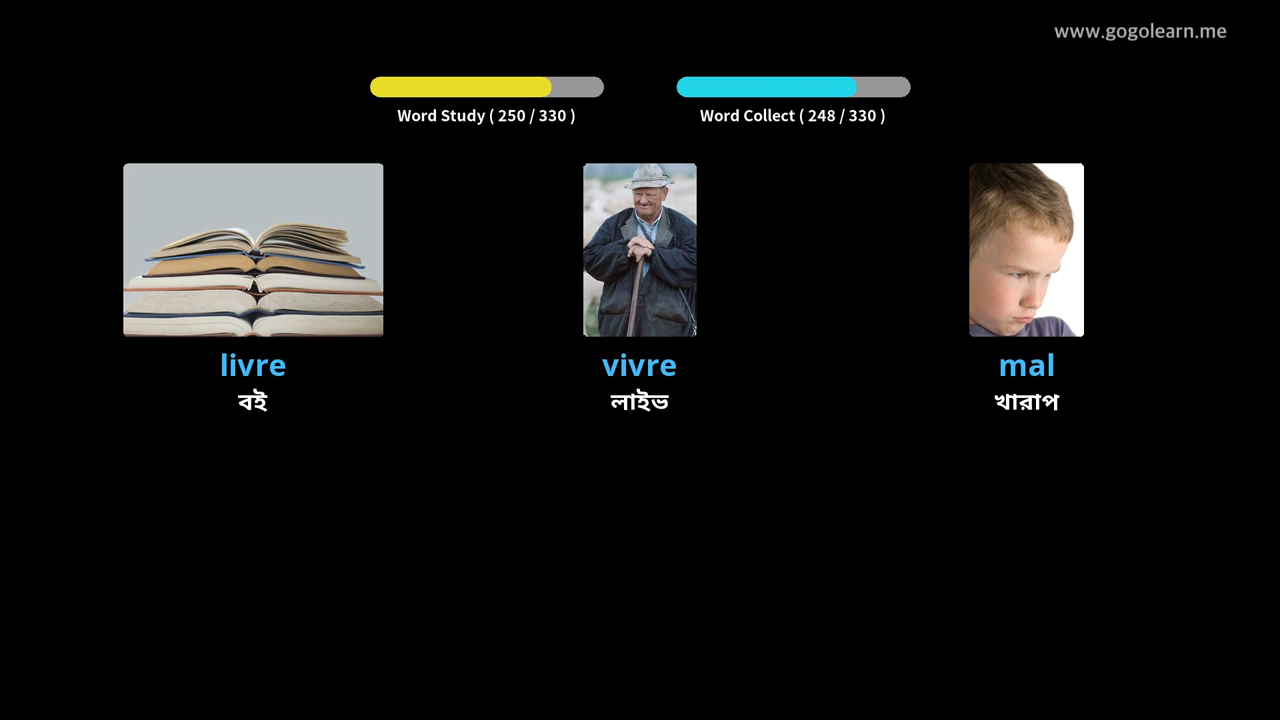 www.gogolearn.me
Word Study ( 250 / 330 )
Word Collect ( 248 / 330 )
livre
vivre
mal
বই
লাইভ
খারাপ